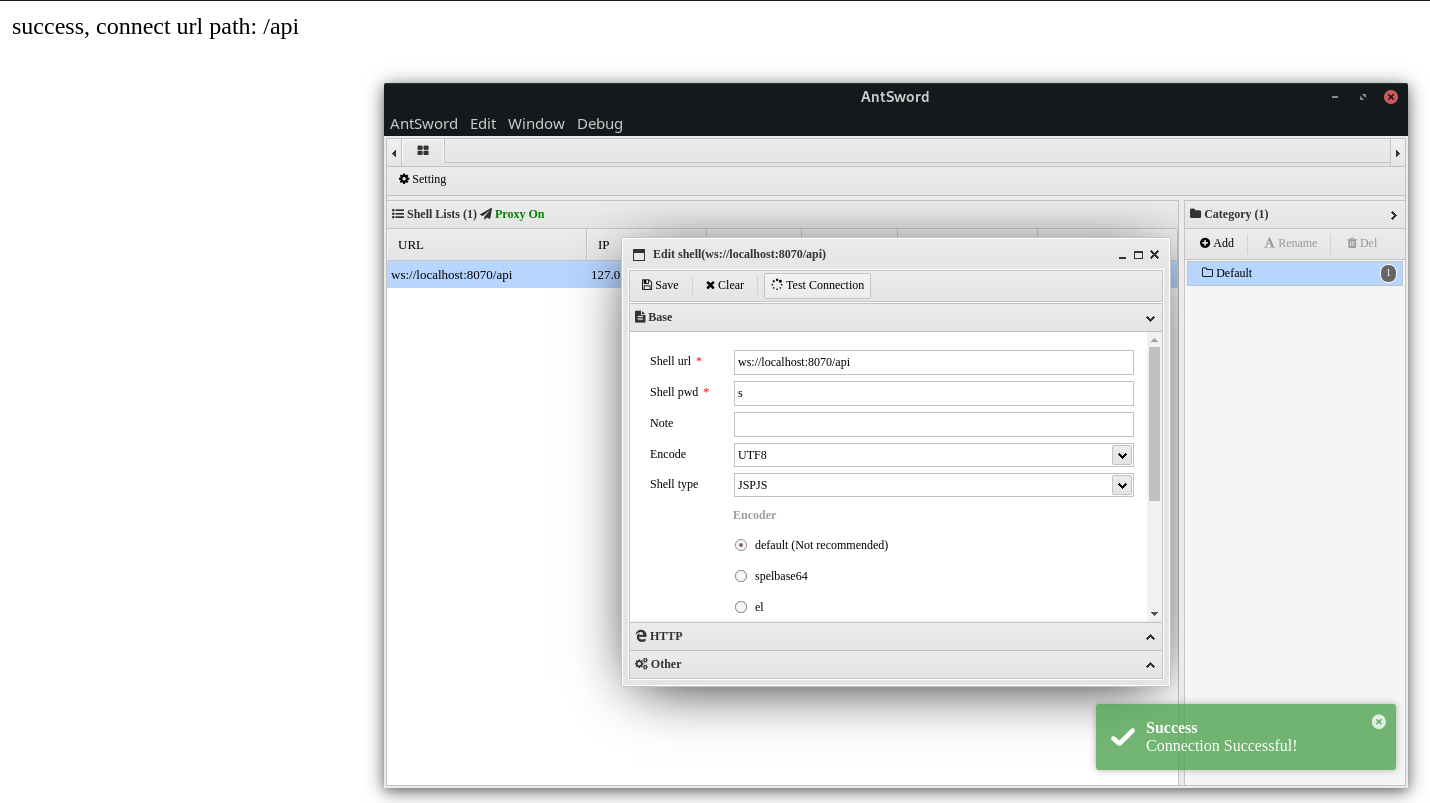 success, connect url path: /api
AntSword
AntSword Edit Window Debug
Setting
Shell Lists (1) Proxy On
Category (1)
URL IP
Add Rename Del
ws://localhost:8070/api 127.0
Default 1
Edit shell(ws://localhost:8070/api)
Save Clear Test Connection
Base
Shell url * ws://localhost:8070/api
Shell pwd * s
Note
Encode UTF8
Shell type JSPJS
Encoder
default (Not recommended)
spelbase64
el
HTTP
Other
Success
Connection Successful!